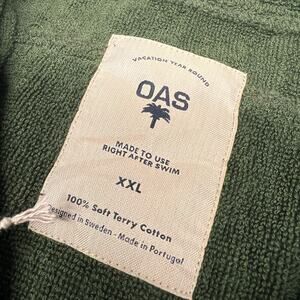 VACATION YEAR ROUND
OAS
MADE TO USE
RIGHT AFTER SWIM
XXL
100% Soft Terry Cotton
Designed in Sweden - Made in Portugal